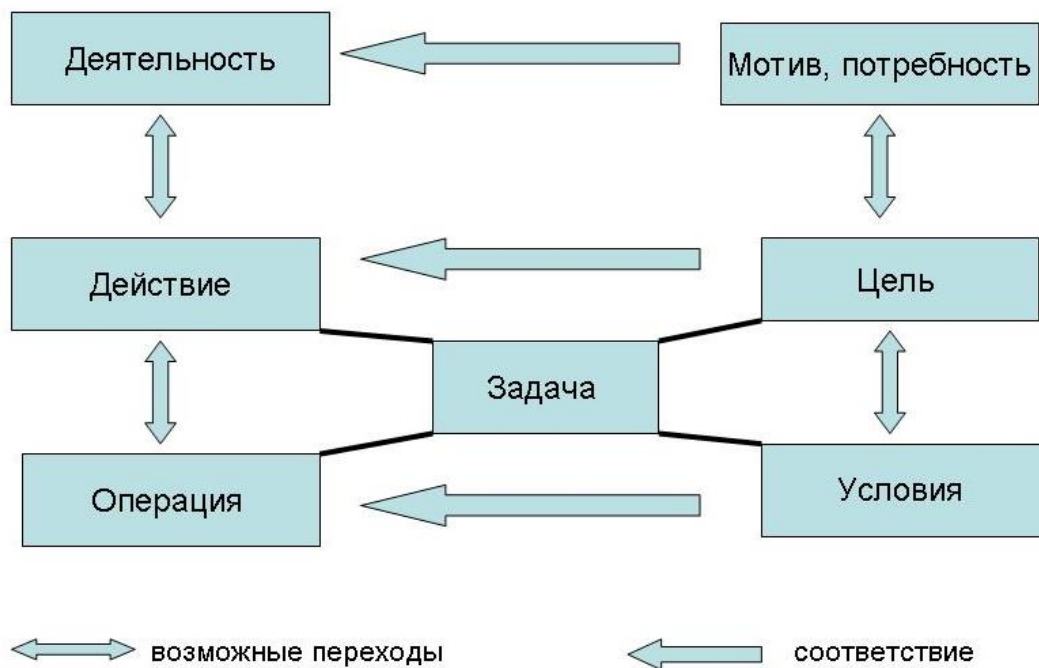 Деятельность
Мотив, потребность
Действие
Цель
Задача
Операция
Условия
возможные переходы
соответствие